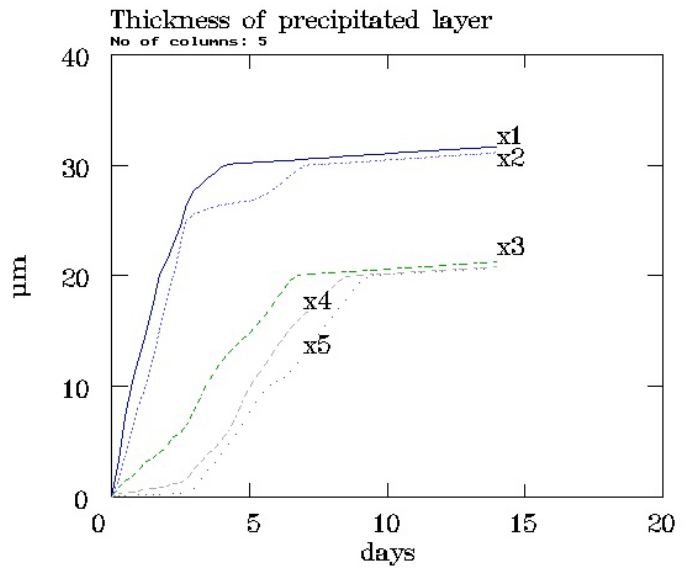 Thickness of precipitated layer
No of columns: 5
40
30
20
10
0
µm
x1
x2
x3
x4
x5
0 5 10 15 20
days